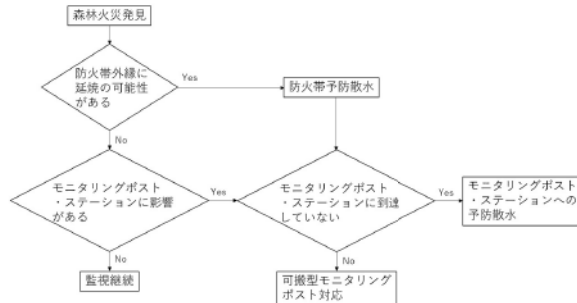 森林火災発見
防火帯外縁に
延焼の可能性
がある
Yes
防火帯予防散水
No
モニタリングポスト
・ステーションに影響
がある
Yes
モニタリングポスト
・ステーションに到達
していない
Yes
モニタリングポスト
・ステーションへの
予防散水
No
監視継続
No
可搬型モニタリング
ポスト対応